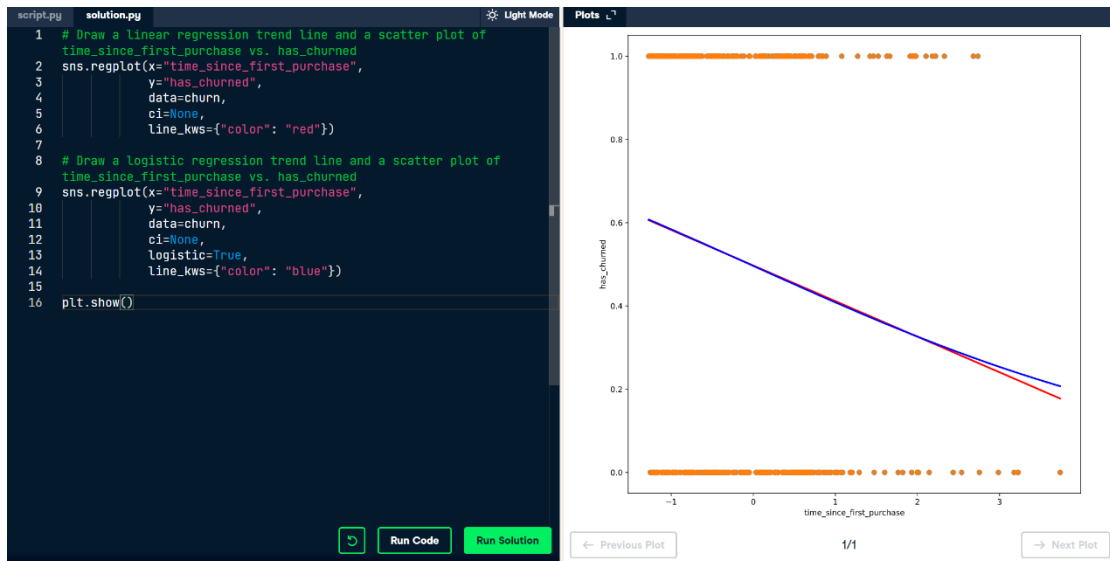 script.py solution.py Light Mode
1 # Draw a linear regression trend line and a scatter plot of
time_since_first_purchase vs. has_churned
2 sns.regplot(x="time_since_first_purchase",
3 y="has_churned",
4 data=churn,
5 ci=None,
6 line_kws={"color": "red"})
7
8 # Draw a logistic regression trend line and a scatter plot of
time_since_first_purchase vs. has_churned
9 sns.regplot(x="time_since_first_purchase",
10 y="has_churned",
11 data=churn,
12 ci=None,
13 logistic=True,
14 line_kws={"color": "blue"})
15
16 plt.show()
Run Code Run Solution
Plots
1.0
0.8
0.6
0.4
0.2
0.0
has_churned
−1 0 1 2 3
time_since_first_purchase
← Previous Plot 1/1 → Next Plot